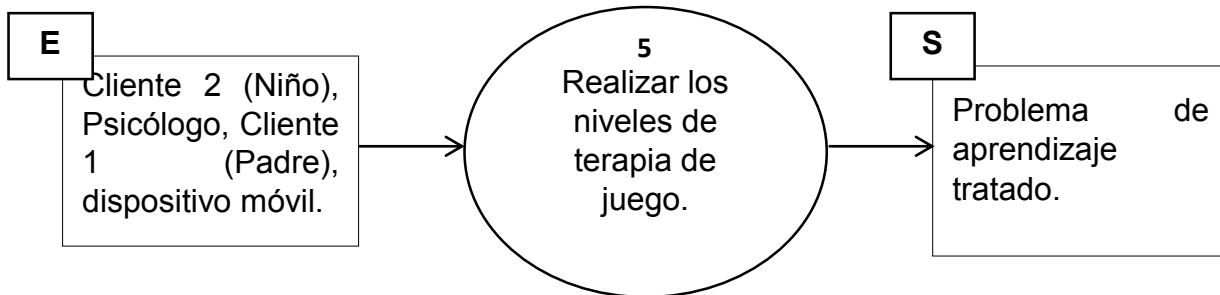 E
Cliente 2 (Niño),
Psicólogo, Cliente
1 (Padre),
dispositivo móvil.
5
Realizar los
niveles de
terapia de
juego.
S
Problema de
aprendizaje
tratado.